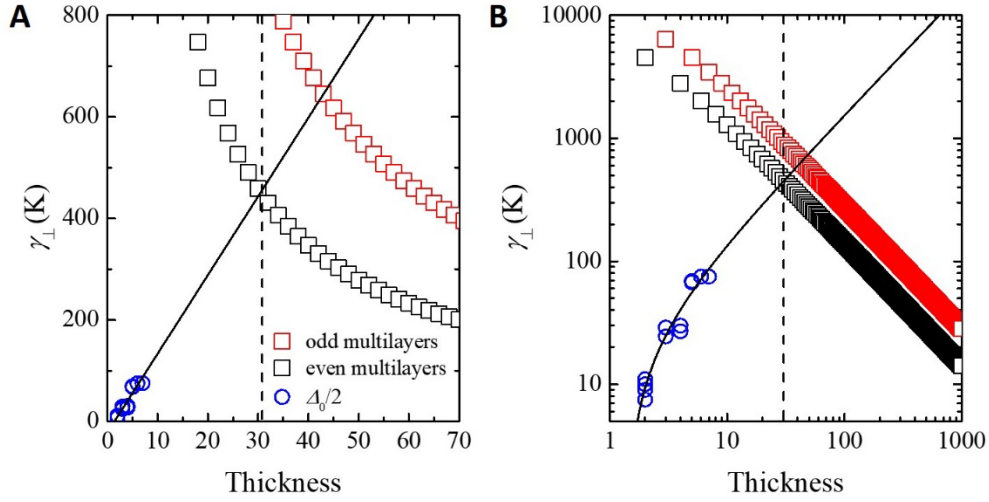 A
γ⊥(K)
800
600
400
200
0
0 10 20 30 40 50 60 70
Thickness
odd multilayers
even multilayers
Δ0/2
B
γ⊥(K)
10000
1000
100
10
1 10 100 1000
Thickness